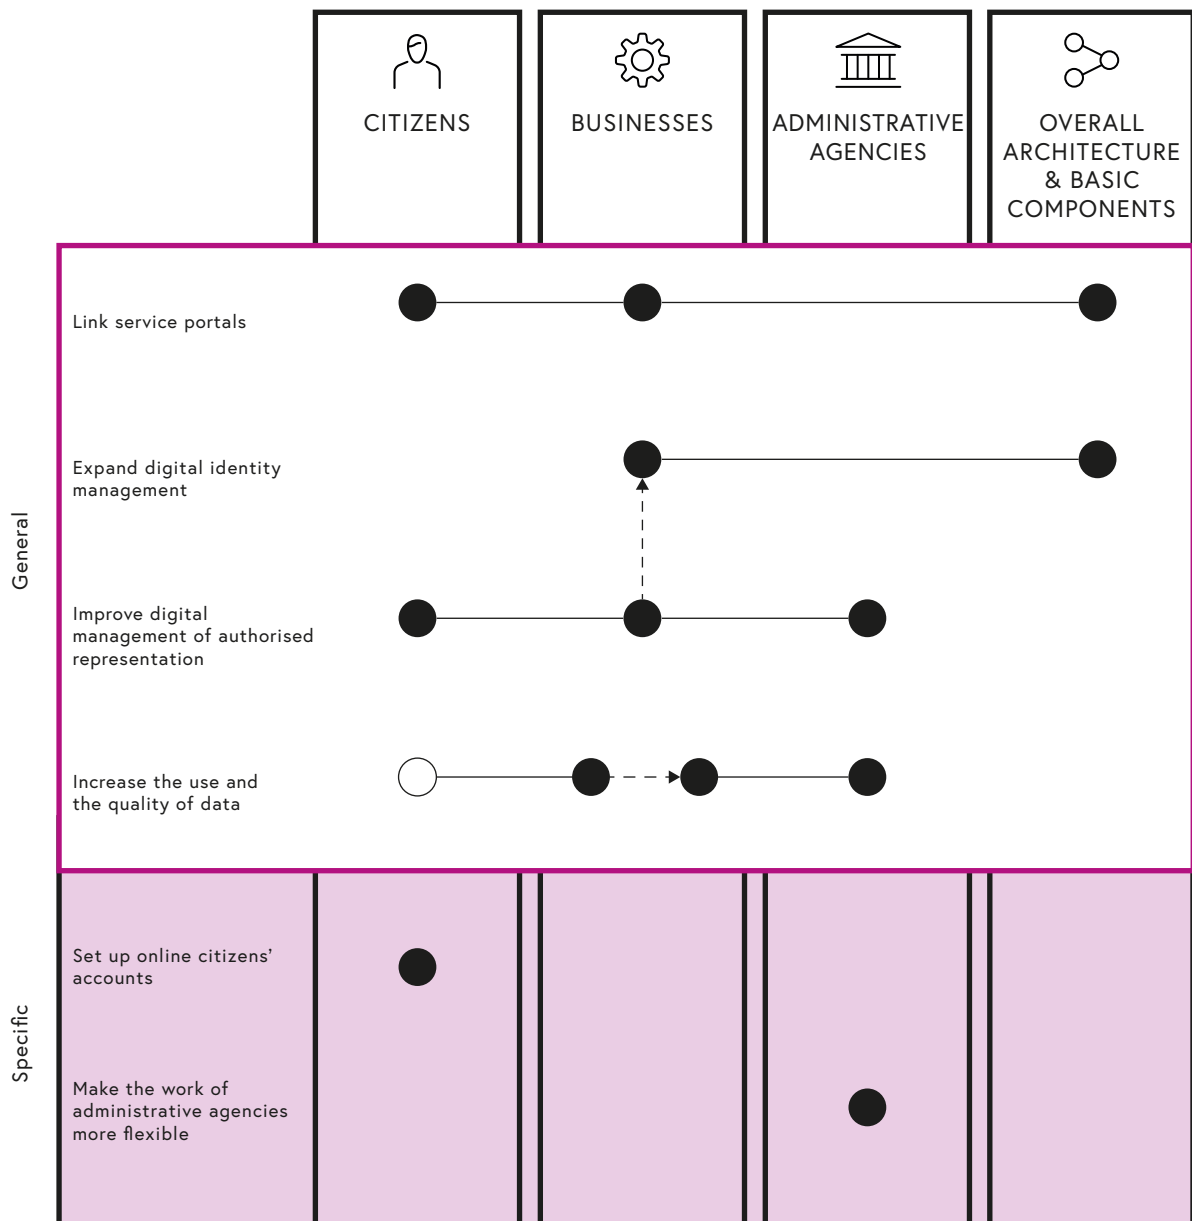 CITIZENS
BUSINESSES
ADMINISTRATIVE
AGENCIES
OVERALL
ARCHITECTURE
& BASIC
COMPONENTS
General
Link service portals
Expand digital identity
management
Improve digital
management of authorised
representation
Increase the use and
the quality of data
Specific
Set up online citizens’
accounts
Make the work of
administrative agencies
more flexible